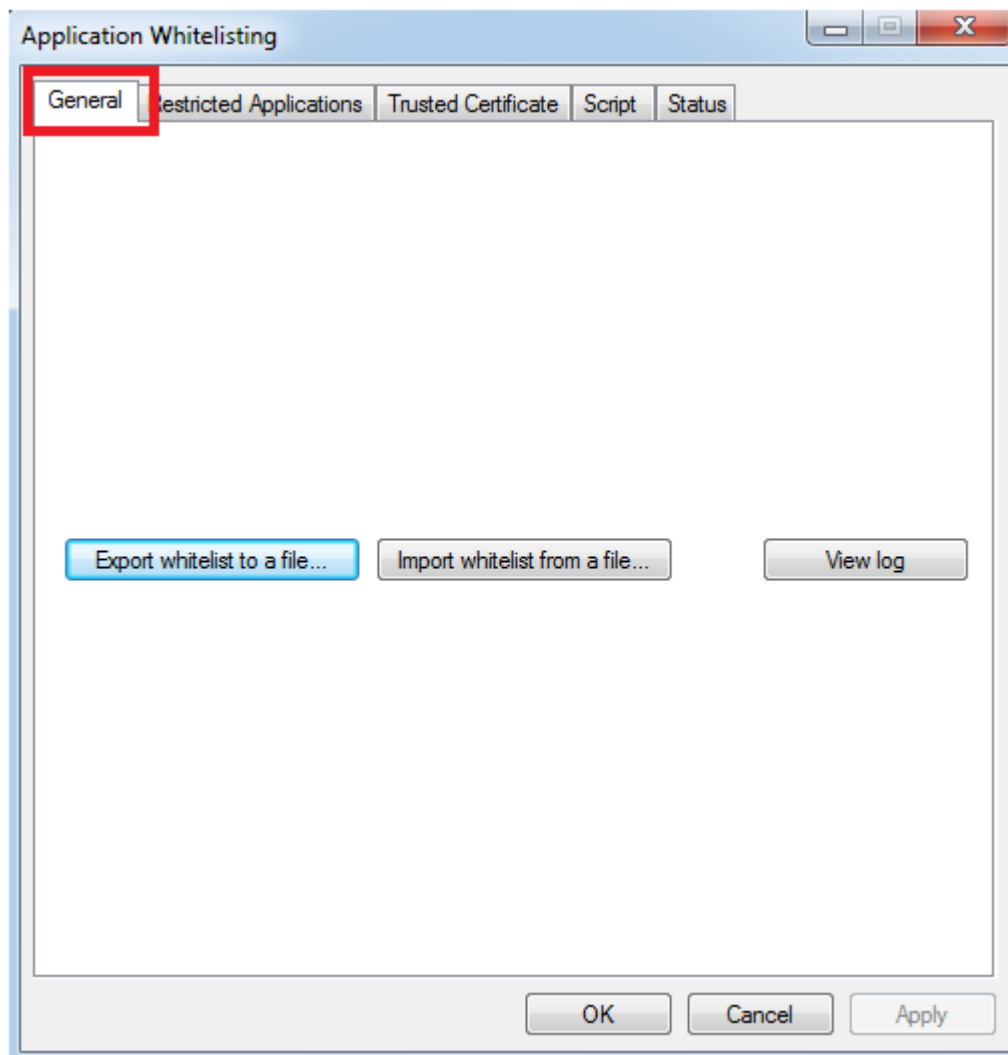 Application Whitelisting
General Restricted Applications Trusted Certificate Script Status
Export whitelist to a file... Import whitelist from a file... View log
OK Cancel Apply